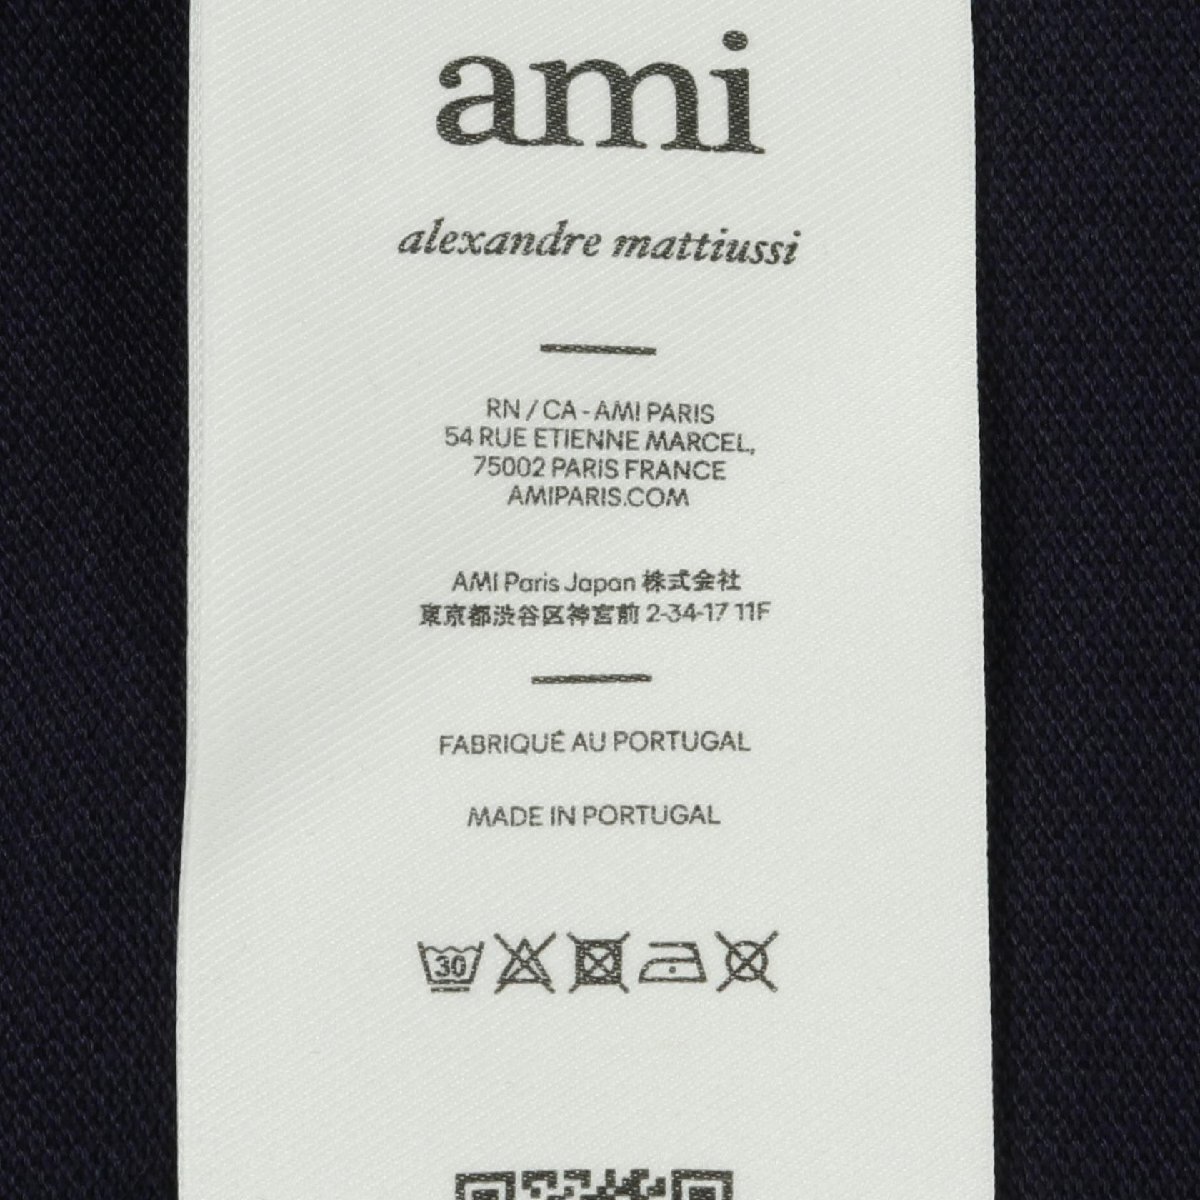 ami
alexandre mattiussi
RN / CA - AMI PARIS
54 RUE ETIENNE MARCEL,
75002 PARIS FRANCE
AMIPARIS.COM
AMI Paris Japan 株式会社
東京都渋谷区神宮前 2-34-17 11F
FABRIQUÉ AU PORTUGAL
MADE IN PORTUGAL
30